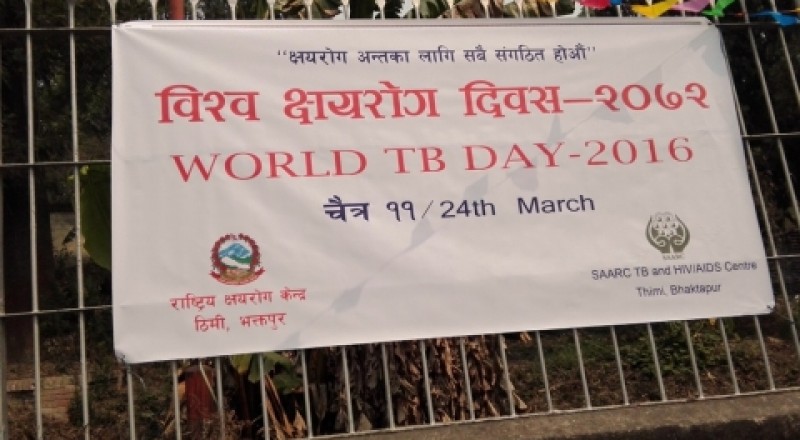 "क्षयरोग अन्तका लागि सबै संगठित होऔं"
विश्व क्षयरोग दिवस–२०७२
WORLD TB DAY-2016
चैत्र ११/24th March
राष्ट्रिय क्षयरोग केन्द्र
ठिमी, भक्तपुर
SAARC
SAARC TB and HIV/AIDS Centre
Thimi, Bhaktapur